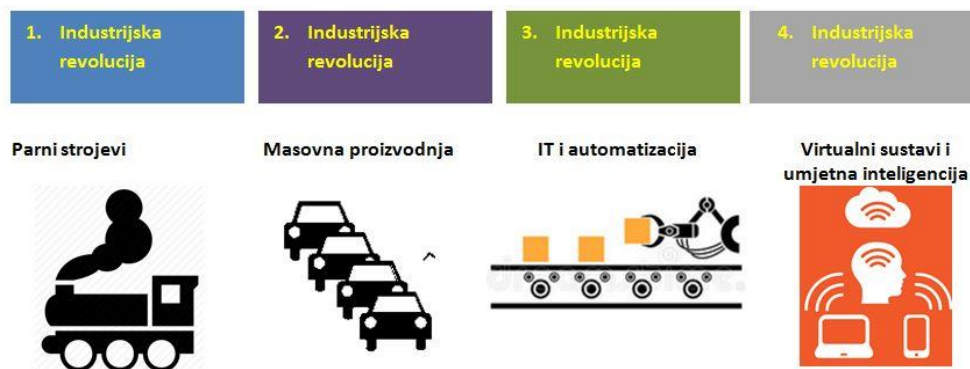 1. Industrijska
revolucija
2. Industrijska
revolucija
3. Industrijska
revolucija
4. Industrijska
revolucija
Parni strojevi
Masovna proizvodnja
IT i automatizacija
Virtualni sustavi i
umjetna inteligencija